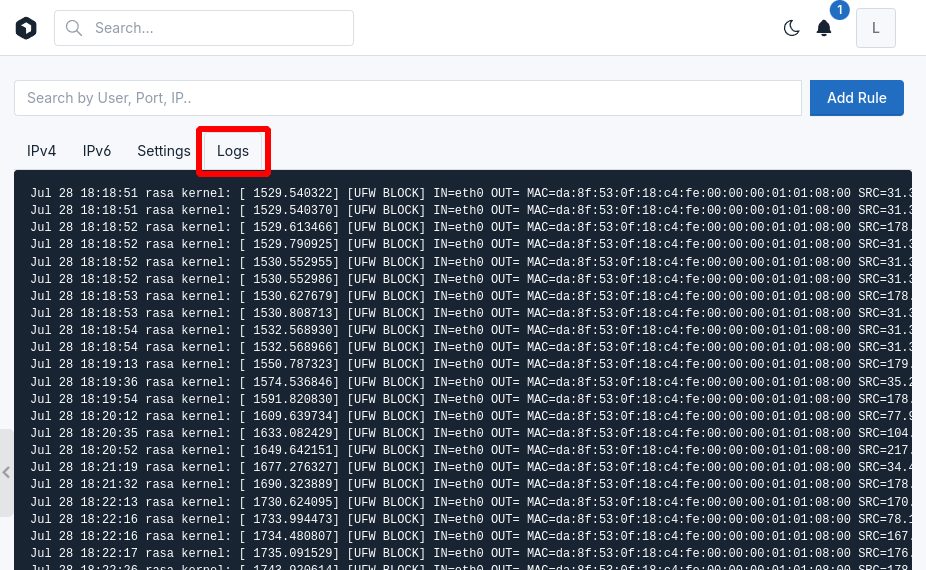 1
Search...
L
Search by User, Port, IP..
Add Rule
IPv4 IPv6 Settings Logs
Jul 28 18:18:51 rasa kernel: [ 1529.540322] [UFW BLOCK] IN=eth0 OUT= MAC=da:8f:53:0f:18:c4:fe:00:00:00:01:01:08:00 SRC=31.3
Jul 28 18:18:51 rasa kernel: [ 1529.540370] [UFW BLOCK] IN=eth0 OUT= MAC=da:8f:53:0f:18:c4:fe:00:00:00:01:01:08:00 SRC=31.3
Jul 28 18:18:52 rasa kernel: [ 1529.613466] [UFW BLOCK] IN=eth0 OUT= MAC=da:8f:53:0f:18:c4:fe:00:00:00:01:01:08:00 SRC=178.
Jul 28 18:18:52 rasa kernel: [ 1529.790925] [UFW BLOCK] IN=eth0 OUT= MAC=da:8f:53:0f:18:c4:fe:00:00:00:01:01:08:00 SRC=31.3
Jul 28 18:18:52 rasa kernel: [ 1530.552955] [UFW BLOCK] IN=eth0 OUT= MAC=da:8f:53:0f:18:c4:fe:00:00:00:01:01:08:00 SRC=31.3
Jul 28 18:18:52 rasa kernel: [ 1530.552986] [UFW BLOCK] IN=eth0 OUT= MAC=da:8f:53:0f:18:c4:fe:00:00:00:01:01:08:00 SRC=31.3
Jul 28 18:18:53 rasa kernel: [ 1530.627679] [UFW BLOCK] IN=eth0 OUT= MAC=da:8f:53:0f:18:c4:fe:00:00:00:01:01:08:00 SRC=178.
Jul 28 18:18:53 rasa kernel: [ 1530.808713] [UFW BLOCK] IN=eth0 OUT= MAC=da:8f:53:0f:18:c4:fe:00:00:00:01:01:08:00 SRC=31.3
Jul 28 18:18:54 rasa kernel: [ 1532.568930] [UFW BLOCK] IN=eth0 OUT= MAC=da:8f:53:0f:18:c4:fe:00:00:00:01:01:08:00 SRC=31.3
Jul 28 18:18:54 rasa kernel: [ 1532.568966] [UFW BLOCK] IN=eth0 OUT= MAC=da:8f:53:0f:18:c4:fe:00:00:00:01:01:08:00 SRC=31.3
Jul 28 18:19:13 rasa kernel: [ 1550.787323] [UFW BLOCK] IN=eth0 OUT= MAC=da:8f:53:0f:18:c4:fe:00:00:00:01:01:08:00 SRC=179.
Jul 28 18:19:36 rasa kernel: [ 1574.536846] [UFW BLOCK] IN=eth0 OUT= MAC=da:8f:53:0f:18:c4:fe:00:00:00:01:01:08:00 SRC=35.2
Jul 28 18:19:54 rasa kernel: [ 1591.820830] [UFW BLOCK] IN=eth0 OUT= MAC=da:8f:53:0f:18:c4:fe:00:00:00:01:01:08:00 SRC=178.
Jul 28 18:20:12 rasa kernel: [ 1609.639734] [UFW BLOCK] IN=eth0 OUT= MAC=da:8f:53:0f:18:c4:fe:00:00:00:01:01:08:00 SRC=77.9
Jul 28 18:20:35 rasa kernel: [ 1633.082429] [UFW BLOCK] IN=eth0 OUT= MAC=da:8f:53:0f:18:c4:fe:00:00:00:01:01:08:00 SRC=104.
Jul 28 18:20:52 rasa kernel: [ 1649.642151] [UFW BLOCK] IN=eth0 OUT= MAC=da:8f:53:0f:18:c4:fe:00:00:00:01:01:08:00 SRC=217.
Jul 28 18:21:19 rasa kernel: [ 1677.276327] [UFW BLOCK] IN=eth0 OUT= MAC=da:8f:53:0f:18:c4:fe:00:00:00:01:01:08:00 SRC=34.4
Jul 28 18:21:32 rasa kernel: [ 1690.323889] [UFW BLOCK] IN=eth0 OUT= MAC=da:8f:53:0f:18:c4:fe:00:00:00:01:01:08:00 SRC=178.
Jul 28 18:22:13 rasa kernel: [ 1730.624095] [UFW BLOCK] IN=eth0 OUT= MAC=da:8f:53:0f:18:c4:fe:00:00:00:01:01:08:00 SRC=170.
Jul 28 18:22:16 rasa kernel: [ 1733.994473] [UFW BLOCK] IN=eth0 OUT= MAC=da:8f:53:0f:18:c4:fe:00:00:00:01:01:08:00 SRC=78.1
Jul 28 18:22:16 rasa kernel: [ 1734.480807] [UFW BLOCK] IN=eth0 OUT= MAC=da:8f:53:0f:18:c4:fe:00:00:00:01:01:08:00 SRC=167.
Jul 28 18:22:17 rasa kernel: [ 1735.091529] [UFW BLOCK] IN=eth0 OUT= MAC=da:8f:53:0f:18:c4:fe:00:00:00:01:01:08:00 SRC=176.
Jul 28 18:22:26 rasa kernel: [ 1743.920614] [UFW BLOCK] IN=eth0 OUT= MAC=da:8f:53:0f:18:c4:fe:00:00:00:01:01:08:00 SRC=178.